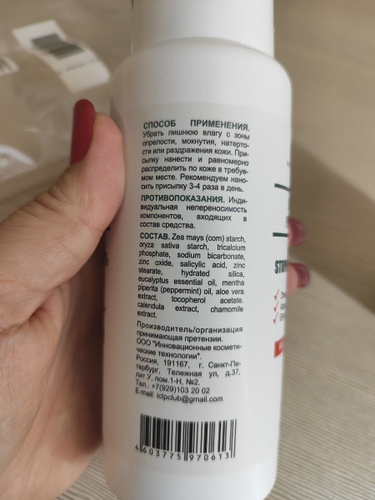 СПОСОБ ПРИМЕНЕНИЯ.
Убрать лишнюю влагу с зоны
опрелости, мокнутия, натерто-
сти или раздражения кожи. При-
сыпку нанести и равномерно
распределить по коже в требуе-
мом месте. Рекомендуем нано-
сить присыпку 3-4 раза в день.
ПРОТИВОПОКАЗАНИЯ. Инди-
видуальная непереносимость
компонентов, входящих в
состав средства.
СОСТАВ. Zea mays (corn) starch,
oryza sativa starch, tricalcium
phosphate, sodium bicarbonate,
zinc oxide, salicylic acid, zinc
stearate, hydrated silica,
eucalyptus essential oil, mentha
piperita (peppermint) oil, aloe vera
extract, tocopherol acetate.
calendula extract, chamomile
extract.
Производитель/организация
принимающая претензии.
ООО "Инновационные космети-
ческие технологии".
Россия, 191167, г. Санкт-Пе-
тербург, Тележная ул, д.37,
лит У, пом.1-Н, №2.
Тел.: +7(929)103 20 02
E-mail: ictpclub@gmail.com
4603775970613